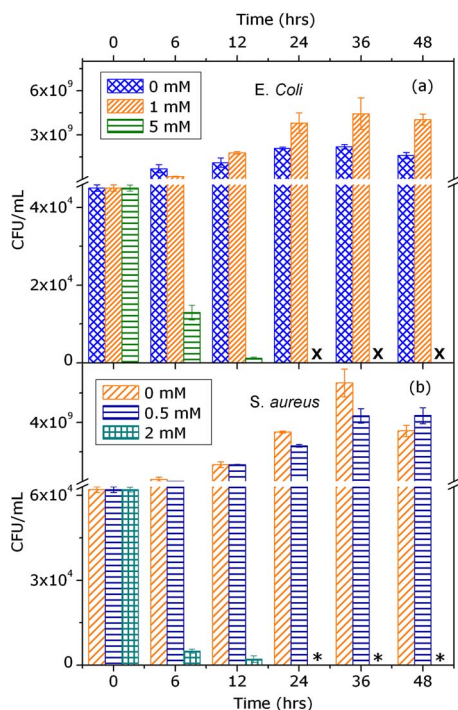 Time (hrs)
0 6 12 24 36 48
0 mM
1 mM
5 mM
E. Coli
(a)
6x10⁹
3x10⁹
4x10⁴
2x10⁴
0
CFU/mL
X X X
0 mM
0.5 mM
2 mM
S. aureus
(b)
4x10⁹
6x10⁴
3x10⁴
0
CFU/mL
* * *
0 6 12 24 36 48
Time (hrs)